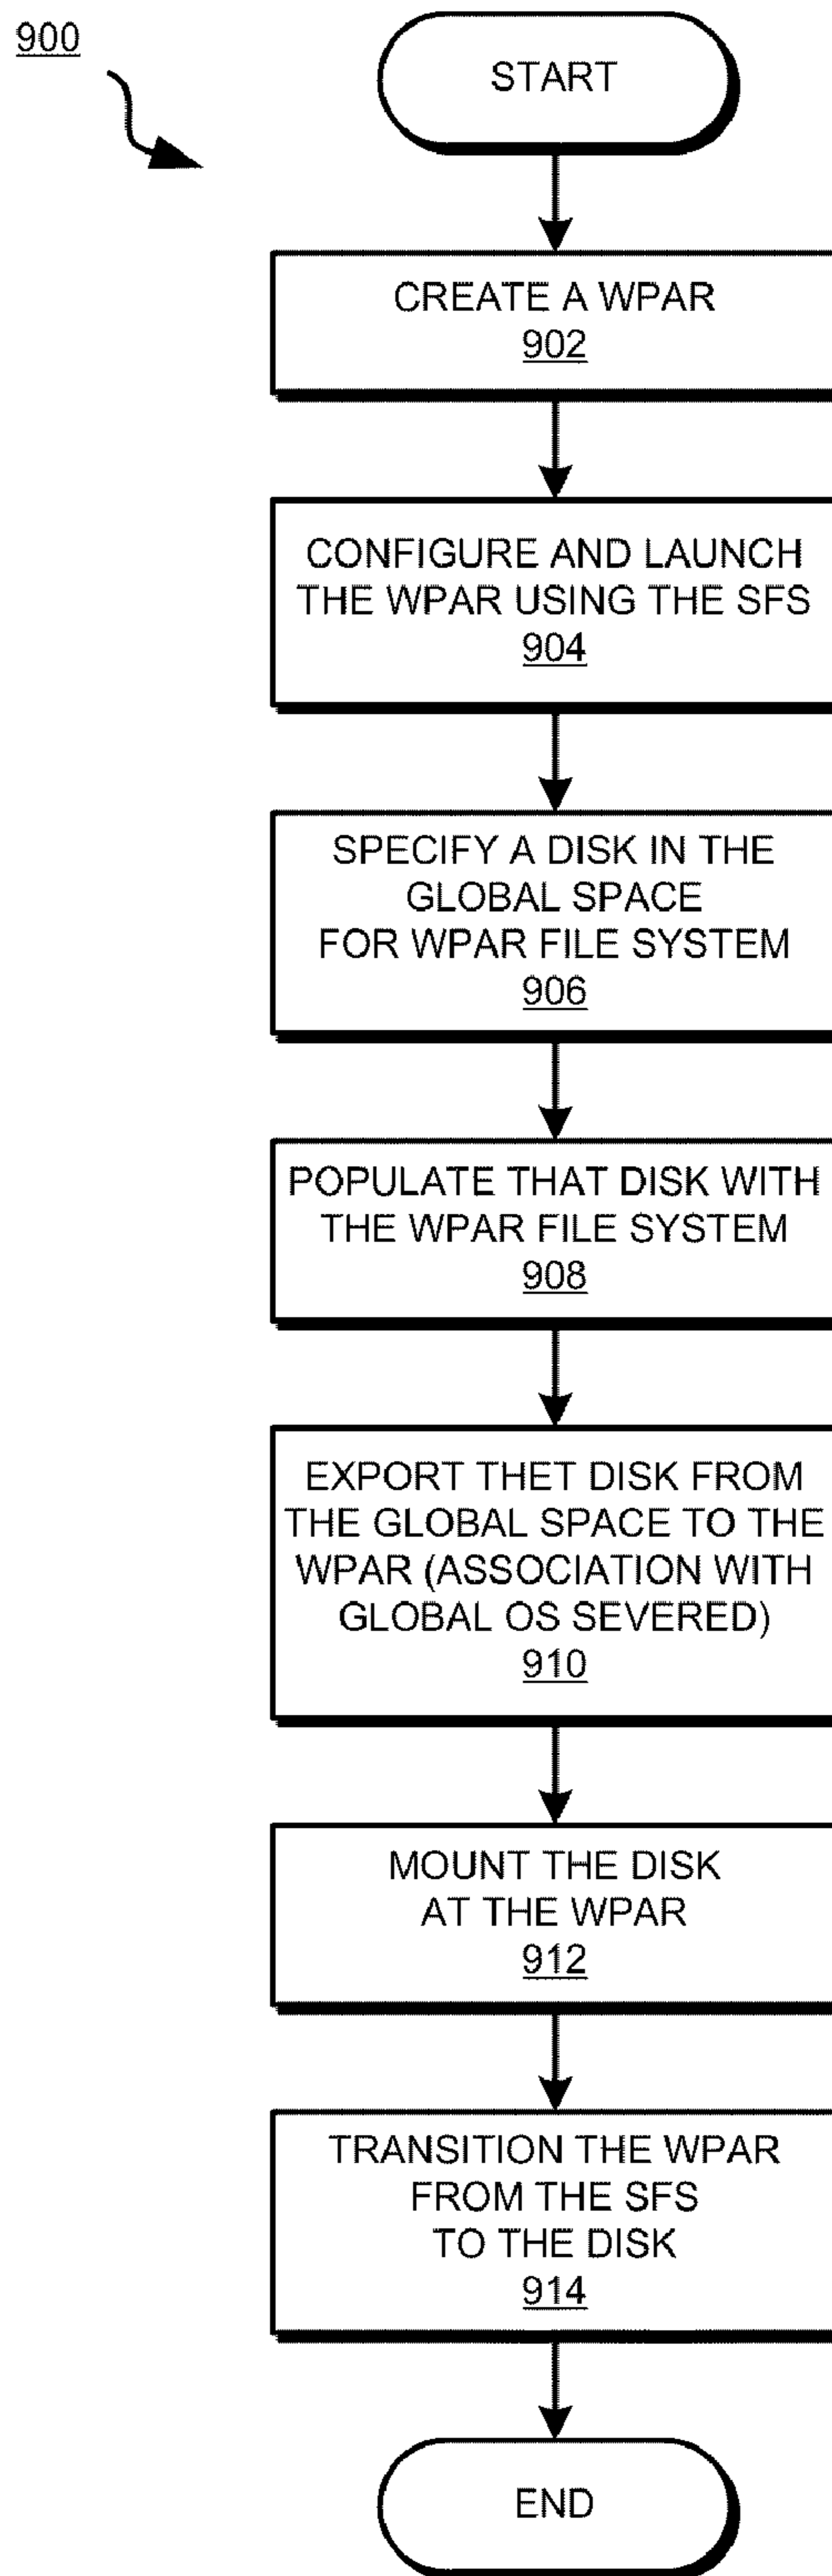 900
START
CREATE A WPAR
902
CONFIGURE AND LAUNCH
THE WPAR USING THE SFS
904
SPECIFY A DISK IN THE
GLOBAL SPACE
FOR WPAR FILE SYSTEM
906
POPULATE THAT DISK WITH
THE WPAR FILE SYSTEM
908
EXPORT THET DISK FROM
THE GLOBAL SPACE TO THE
WPAR (ASSOCIATION WITH
GLOBAL OS SEVERED)
910
MOUNT THE DISK
AT THE WPAR
912
TRANSITION THE WPAR
FROM THE SFS
TO THE DISK
914
END